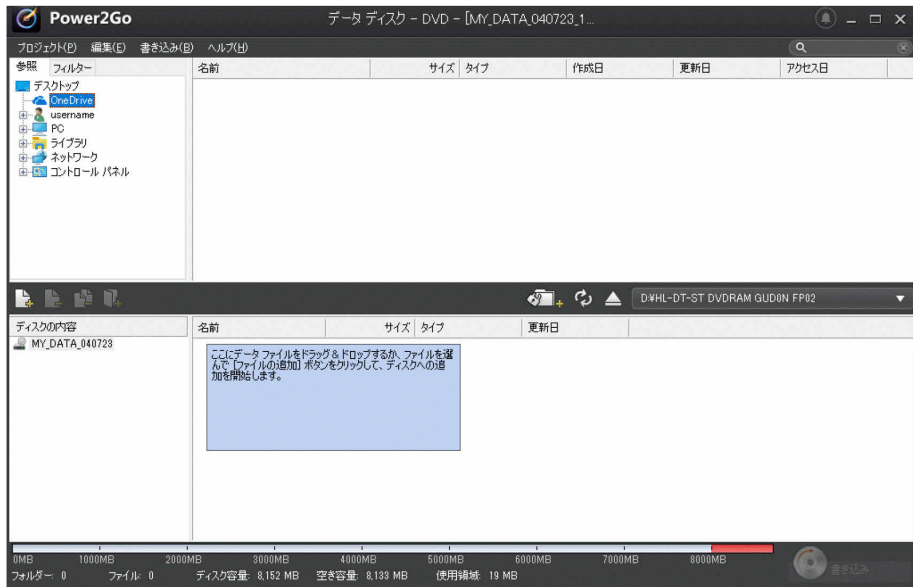 Power2Go
データ ディスク - DVD - [MY_DATA_040723_1...
プロジェクト(P) 編集(E) 書き込み(B) ヘルプ(H)
参照 フィルター
名前 サイズ タイプ 作成日 更新日 アクセス日
デスクトップ
OneDrive
username
PC
ライブラリ
ネットワーク
コントロール パネル
D:¥HL-DT-ST DVDRAM GUD0N FP02
ディスクの内容
名前 サイズ タイプ 更新日
MY_DATA_040723
ここにデータ ファイルをドラッグ & ドロップするか、ファイルを選
んで [ファイルの追加] ボタンをクリックして、ディスクへの追
加を開始します。
0MB 1000MB 2000MB 3000MB 4000MB 5000MB 6000MB 7000MB 8000MB
フォルダー: 0 ファイル: 0 ディスク容量: 8,152 MB 空き容量: 8,133 MB 使用領域: 19 MB
書き込み